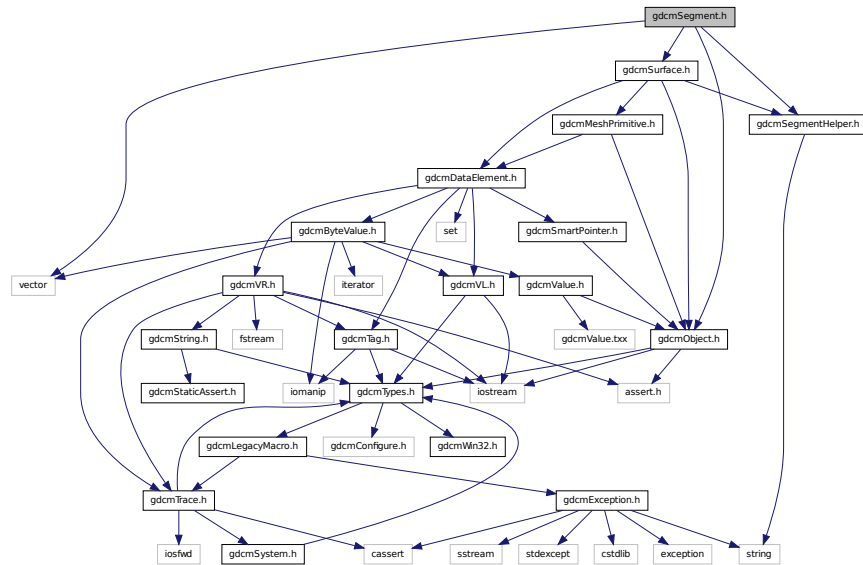 gdcmSegment.h
gdcmSurface.h
gdcmMeshPrimitive.h
gdcmSegmentHelper.h
gdcmDataElement.h
gdcmByteValue.h
set
gdcmSmartPointer.h
vector
gdcmVR.h
iterator
gdcmVL.h
gdcmValue.h
gdcmString.h
fstream
gdcmTag.h
gdcmValue.txx
gdcmObject.h
gdcmStaticAssert.h
iomanip
gdcmTypes.h
iostream
assert.h
gdcmLegacyMacro.h
gdcmConfigure.h
gdcmWin32.h
gdcmTrace.h
gdcmException.h
iosfwd
gdcmSystem.h
cassert
sstream
stdexcept
cstdlib
exception
string